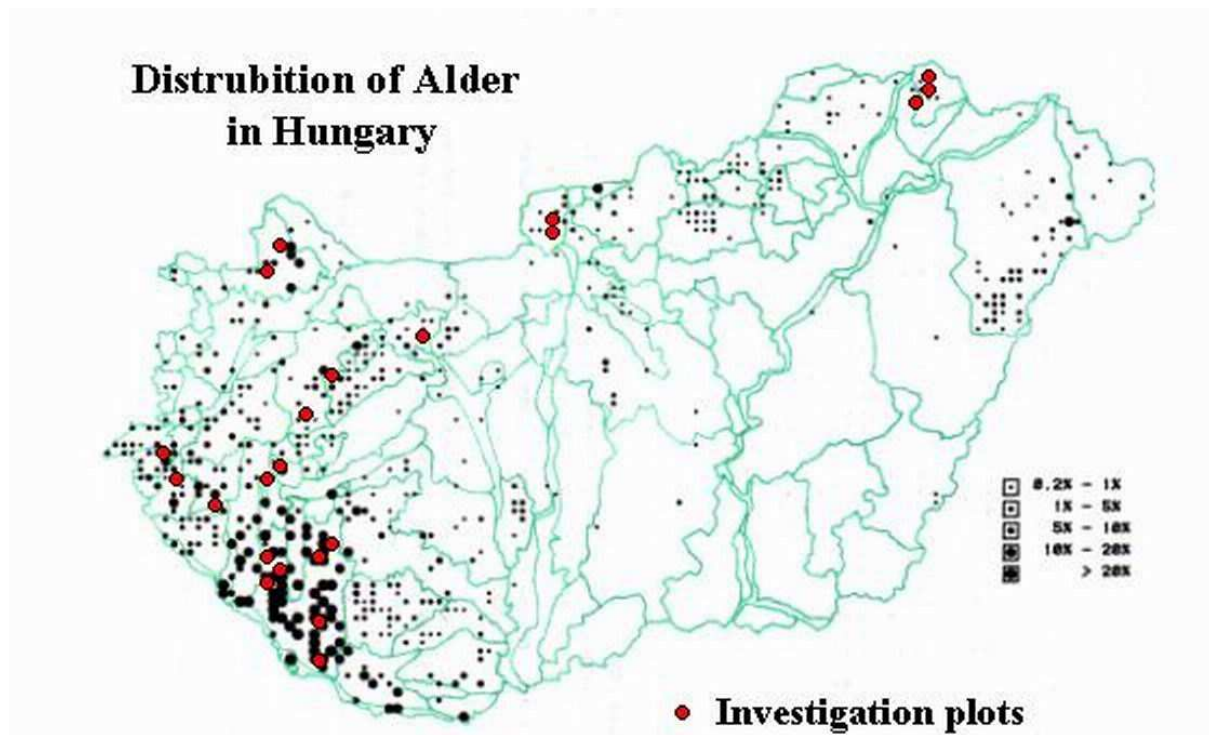 Distrubition of Alder
in Hungary
0.2% - 1%
1% - 5%
5% - 10%
10% - 20%
> 20%
Investigation plots